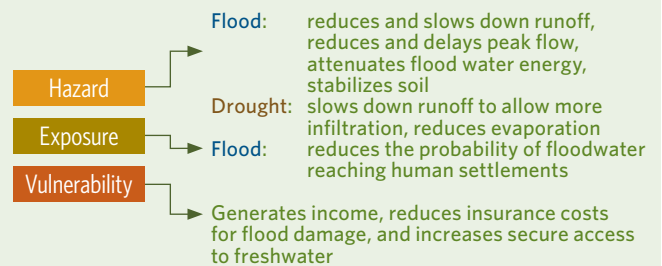 Flood: reduces and slows down runoff,
reduces and delays peak flow,
attenuates flood water energy,
stabilizes soil
Hazard
Drought: slows down runoff to allow more
infiltration, reduces evaporation
Exposure
Flood: reduces the probability of floodwater
reaching human settlements
Vulnerability
Generates income, reduces insurance costs
for flood damage, and increases secure access
to freshwater